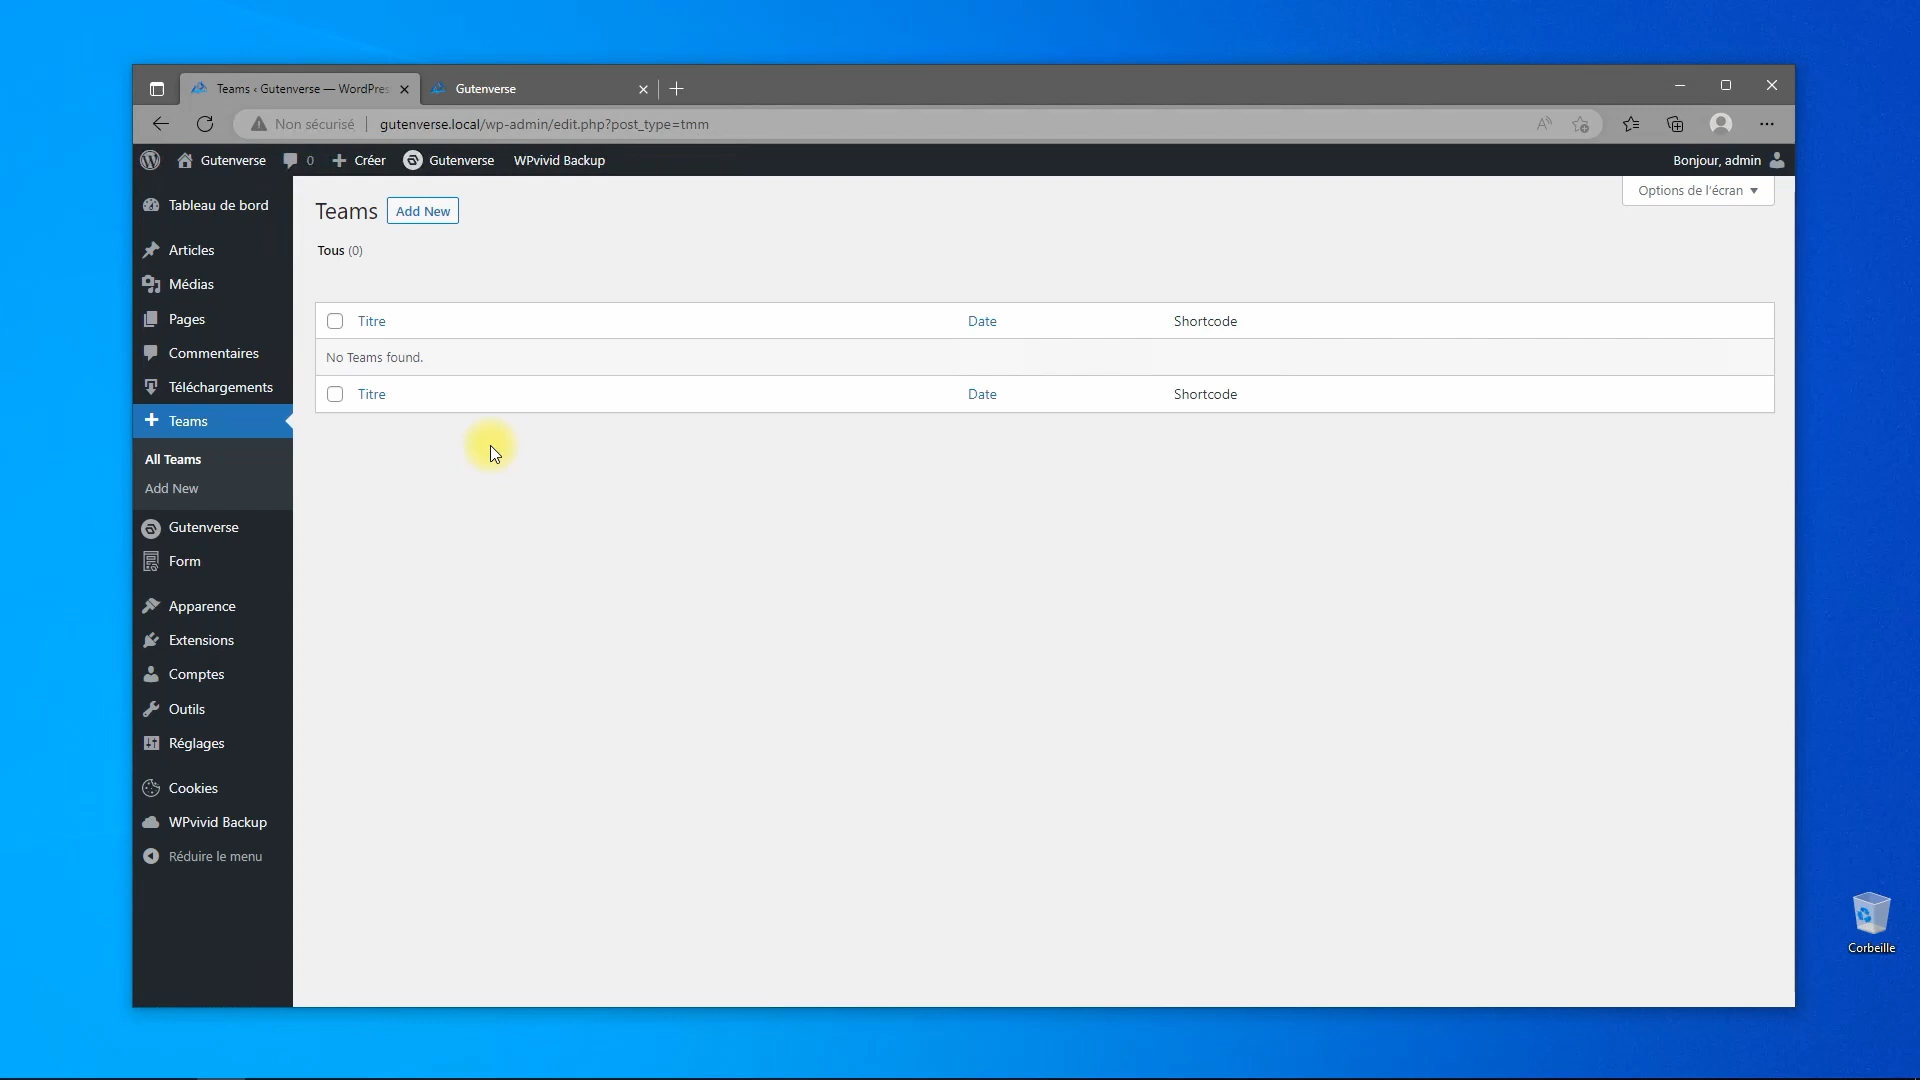 Teams ‹ Gutenverse — WordPres
Gutenverse
Non sécurisé
gutenverse.local/wp-admin/edit.php?post_type=tmm
Gutenverse
0
Créer
Gutenverse
WPvivid Backup
Bonjour, admin
Tableau de bord
Articles
Médias
Pages
Commentaires
Téléchargements
Teams
All Teams
Add New
Gutenverse
Form
Apparence
Extensions
Comptes
Outils
Réglages
Cookies
WPvivid Backup
Réduire le menu
Options de l'écran
Teams
Add New
Tous (0)
Titre Date Shortcode
No Teams found.
Titre Date Shortcode
Corbeille